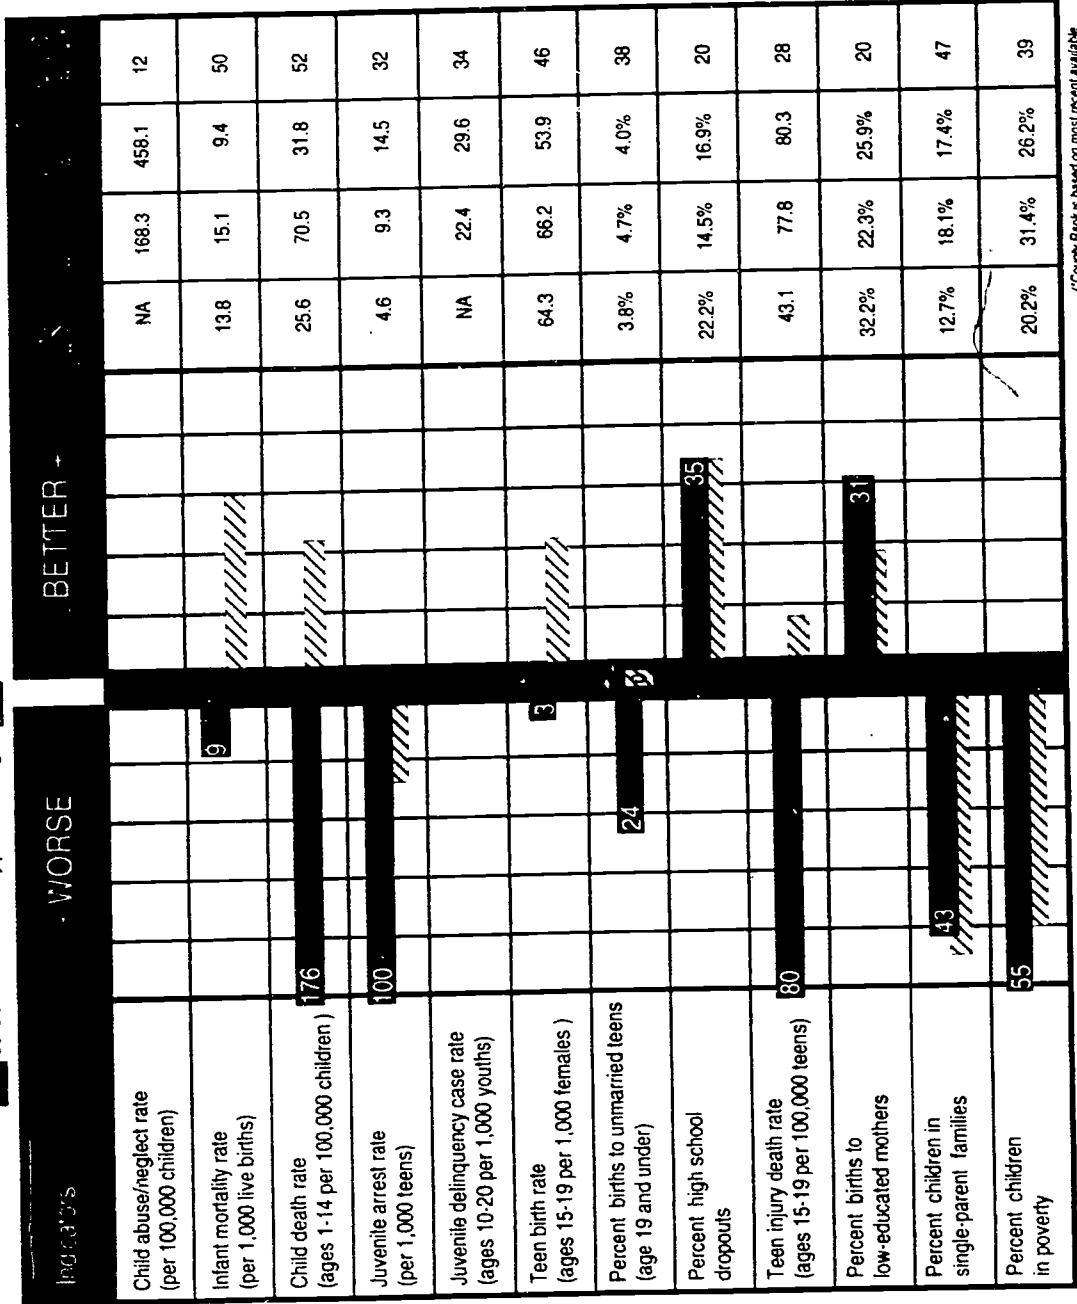 Indicators
- WORSE
BETTER +
Child abuse/neglect rate
(per 100,000 children)
NA 168.3 458.1 12
Infant mortality rate
(per 1,000 live births)
9
13.8 15.1 9.4 50
Child death rate
(ages 1-14 per 100,000 children )
176
25.6 70.5 31.8 52
Juvenile arrest rate
(per 1,000 teens)
100
4.6 9.3 14.5 32
Juvenile delinquency case rate
(ages 10-20 per 1,000 youths)
NA 22.4 29.6 34
Teen birth rate
(ages 15-19 per 1,000 females )
3
64.3 66.2 53.9 46
Percent births to unmarried teens
(age 19 and under)
24
3.8% 4.7% 4.0% 38
Percent high school
dropouts
35
22.2% 14.5% 16.9% 20
Teen injury death rate
(ages 15-19 per 100,000 teens)
80
43.1 77.8 80.3 28
Percent births to
low-educated mothers
31
32.2% 22.3% 25.9% 20
Percent children in
single-parent families
43
12.7% 18.1% 17.4% 47
Percent children
in poverty
55
20.2% 31.4% 26.2% 39
(*County Rank is based on most recent available